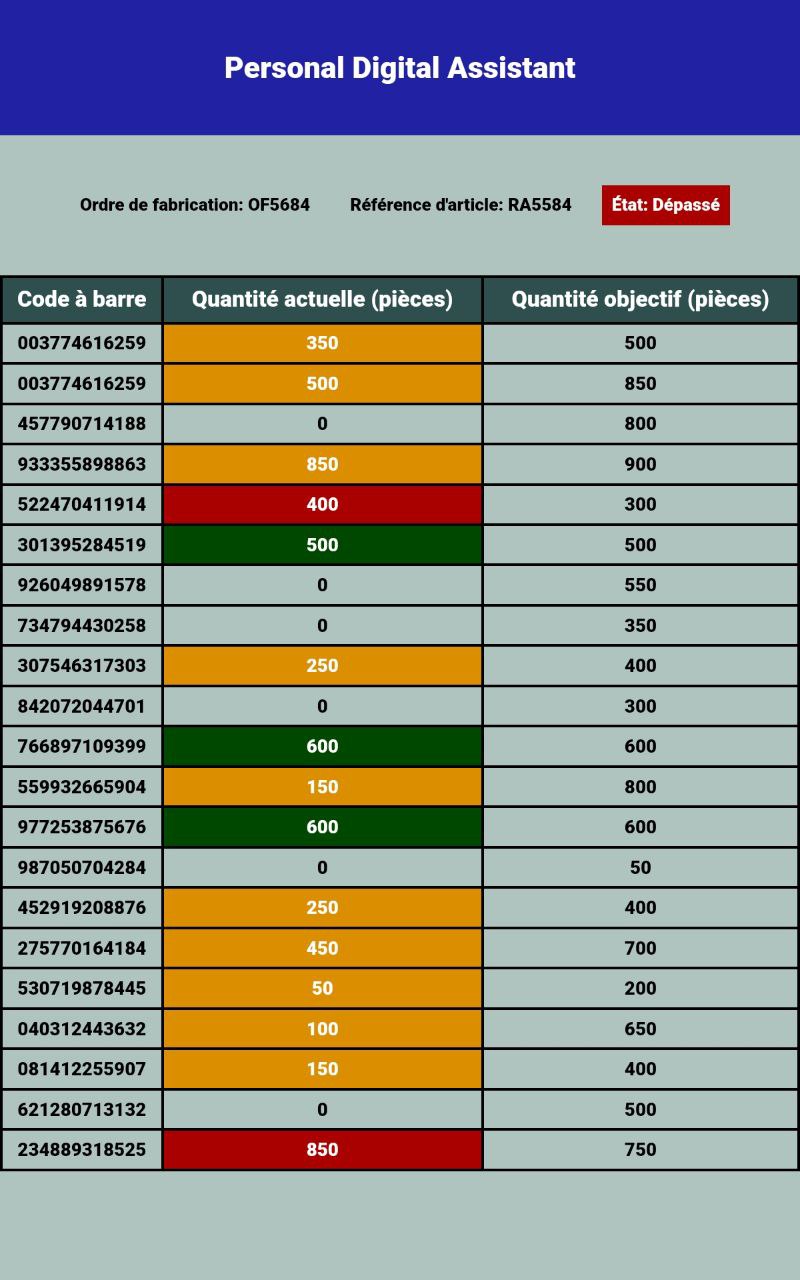 Personal Digital Assistant
Ordre de fabrication: OF5684 Référence d'article: RA5584 État: Dépassé
Code à barre Quantité actuelle (pièces) Quantité objectif (pièces)
003774616259 350 500
003774616259 500 850
457790714188 0 800
933355898863 850 900
522470411914 400 300
301395284519 500 500
926049891578 0 550
734794430258 0 350
307546317303 250 400
842072044701 0 300
766897109399 600 600
559932665904 150 800
977253875676 600 600
987050704284 0 50
452919208876 250 400
275770164184 450 700
530719878445 50 200
040312443632 100 650
081412255907 150 400
621280713132 0 500
234889318525 850 750